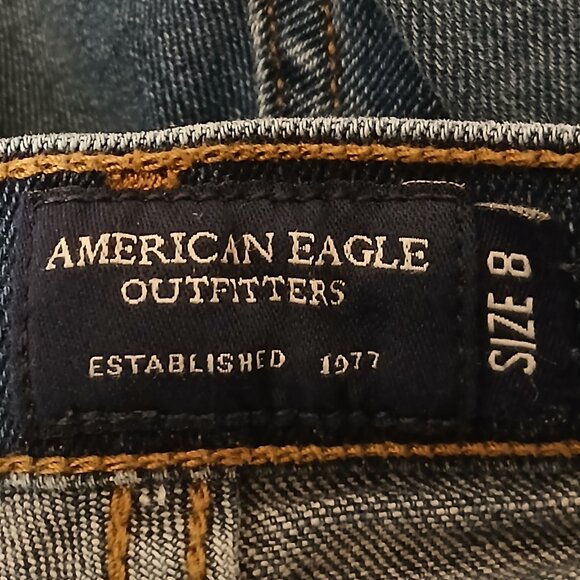 AMERICAN EAGLE
OUTFITTERS
ESTABLISHED 1977
SIZE 8